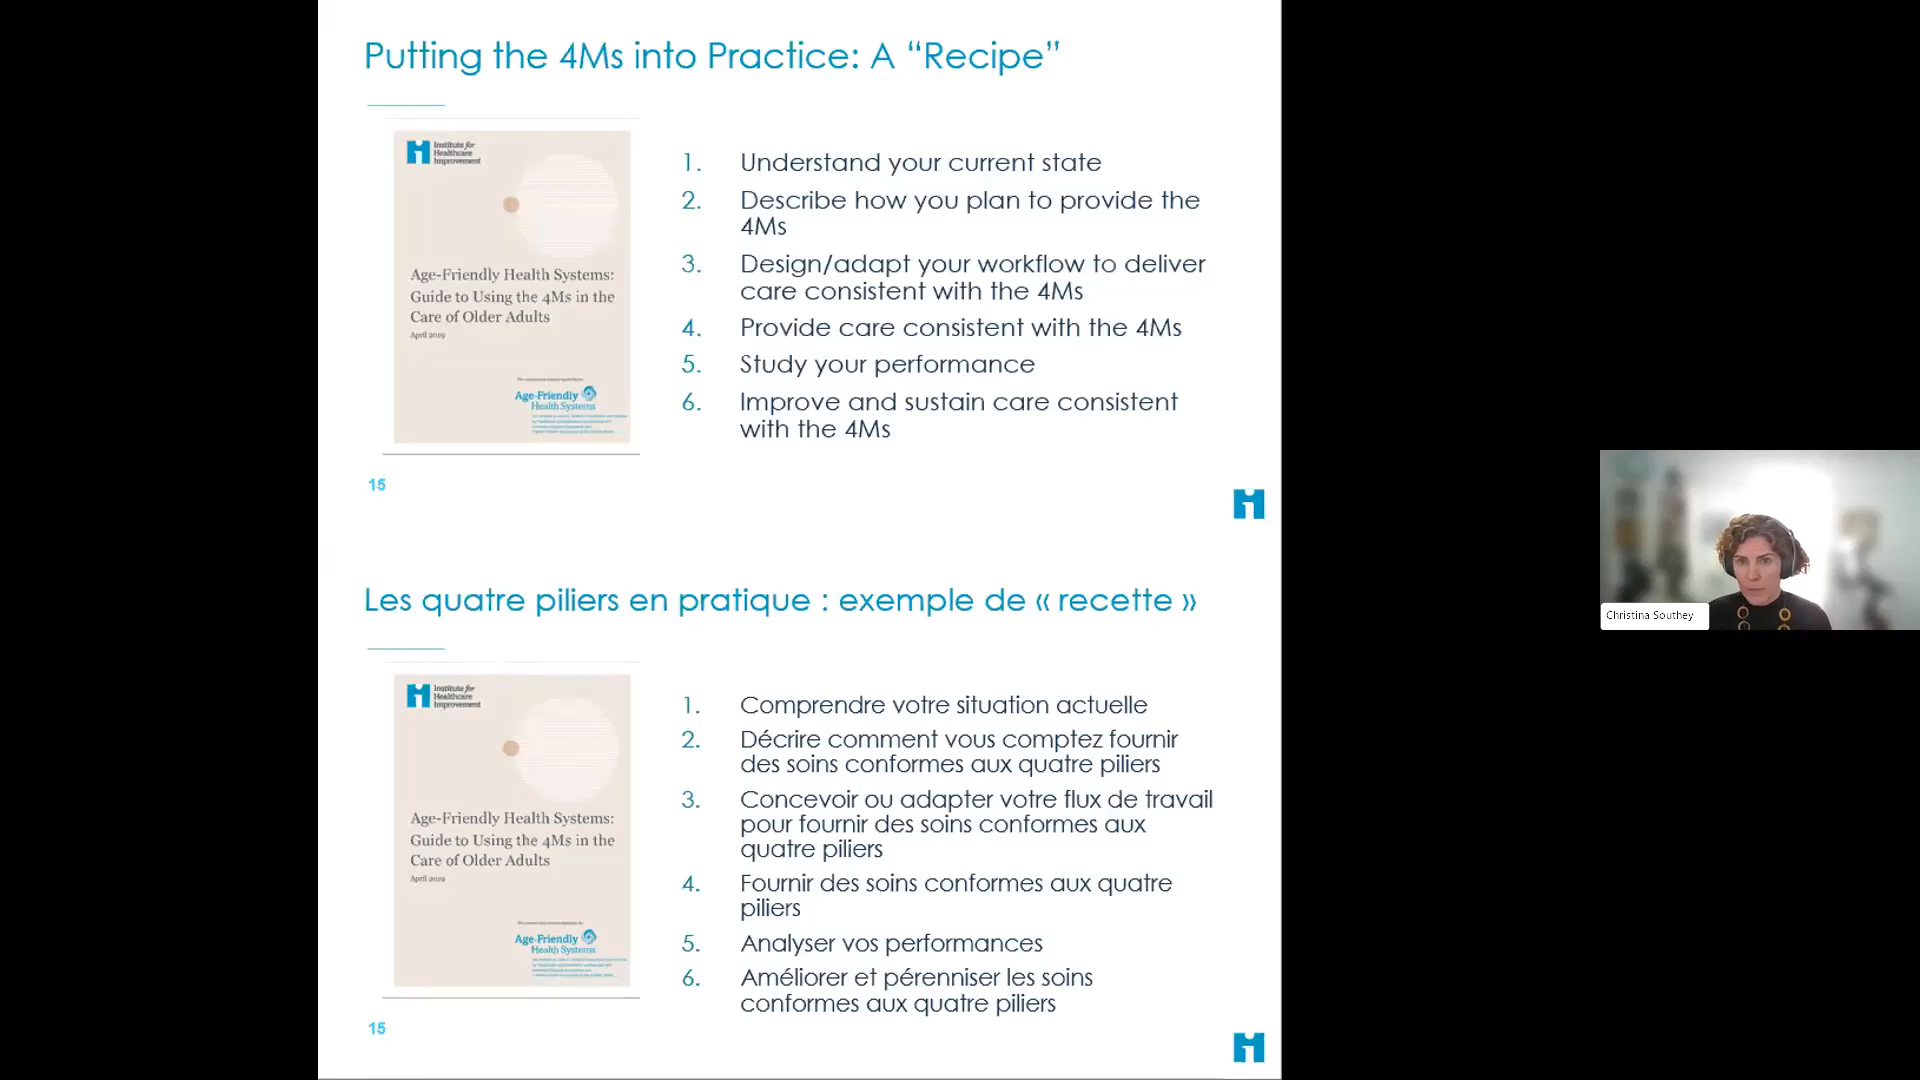 Putting the 4Ms into Practice: A “Recipe”
Institute for
Healthcare
Improvement
Age-Friendly Health Systems:
Guide to Using the 4Ms in the
Care of Older Adults
April 2019
Age-Friendly
Health Systems
1. Understand your current state
2. Describe how you plan to provide the
4Ms
3. Design/adapt your workflow to deliver
care consistent with the 4Ms
4. Provide care consistent with the 4Ms
5. Study your performance
6. Improve and sustain care consistent
with the 4Ms
15
Les quatre piliers en pratique : exemple de « recette »
Institute for
Healthcare
Improvement
Age-Friendly Health Systems:
Guide to Using the 4Ms in the
Care of Older Adults
April 2019
Age-Friendly
Health Systems
1. Comprendre votre situation actuelle
2. Décrire comment vous comptez fournir
des soins conformes aux quatre piliers
3. Concevoir ou adapter votre flux de travail
pour fournir des soins conformes aux
quatre piliers
4. Fournir des soins conformes aux quatre
piliers
5. Analyser vos performances
6. Améliorer et pérenniser les soins
conformes aux quatre piliers
15
Christina Southey